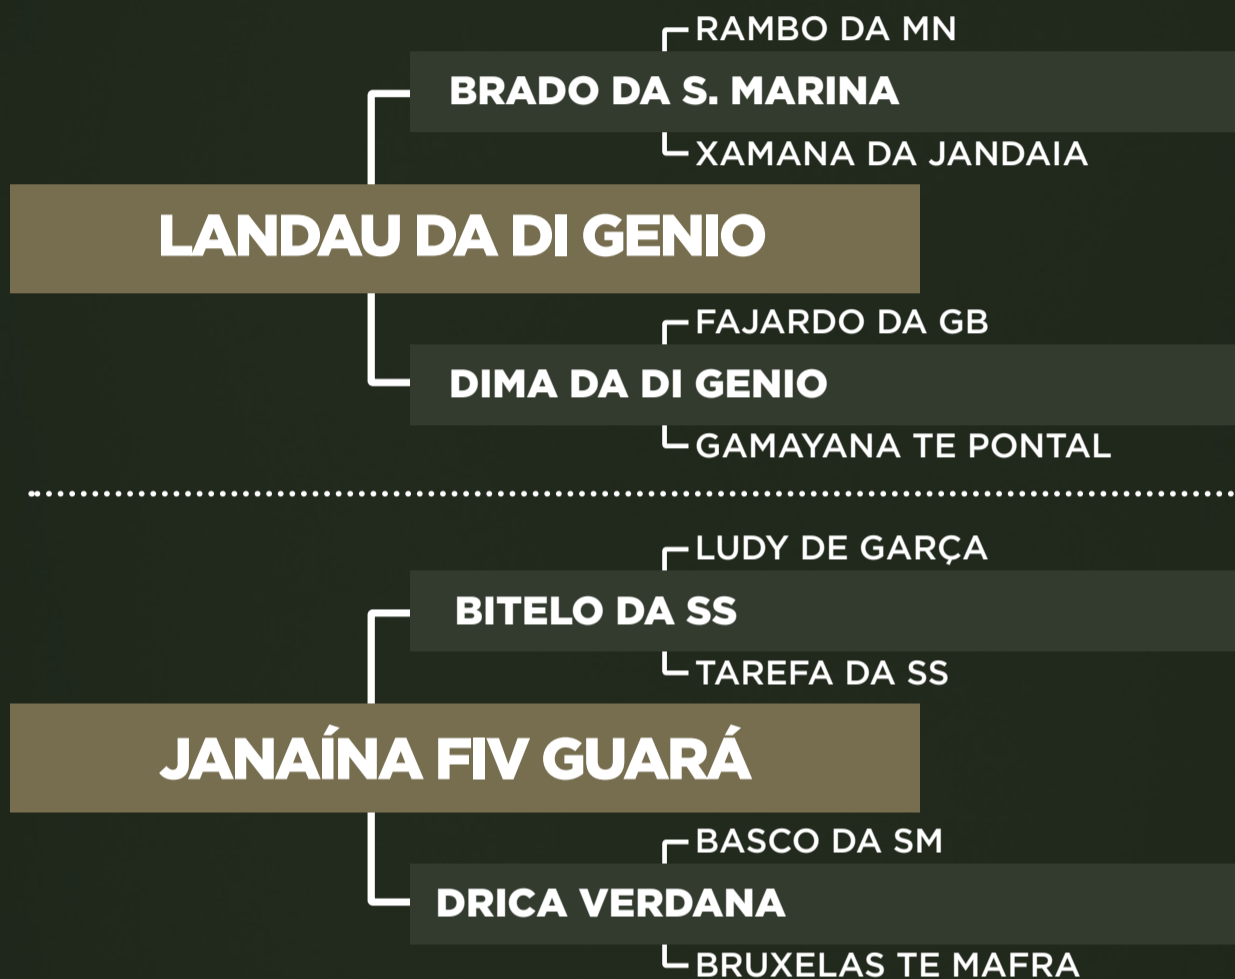 RAMBO DA MN
BRADO DA S. MARINA
XAMANA DA JANDAIA
LANDAU DA DI GENIO
FAJARDO DA GB
DIMA DA DI GENIO
GAMAYANA TE PONTAL
LUDY DE GARÇA
BITELO DA SS
TAREFA DA SS
JANAÍNA FIV GUARÁ
BASCO DA SM
DRICA VERDANA
BRUXELAS TE MAFRA